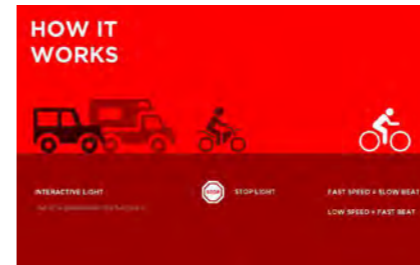 HOW IT
WORKS
INTERACTIVE LIGHT
STOP
STOP LIGHT
FAST SPEED = SLOW BEAT
LOW SPEED = FAST BEAT